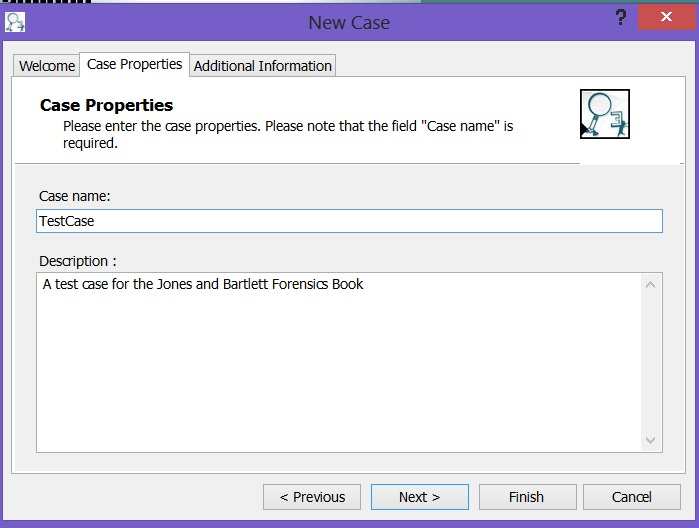 New Case
?
Welcome
Case Properties
Additional Information
Case Properties
Please enter the case properties. Please note that the field "Case name" is
required.
Case name:
TestCase
Description :
A test case for the Jones and Bartlett Forensics Book
< Previous
Next >
Finish
Cancel